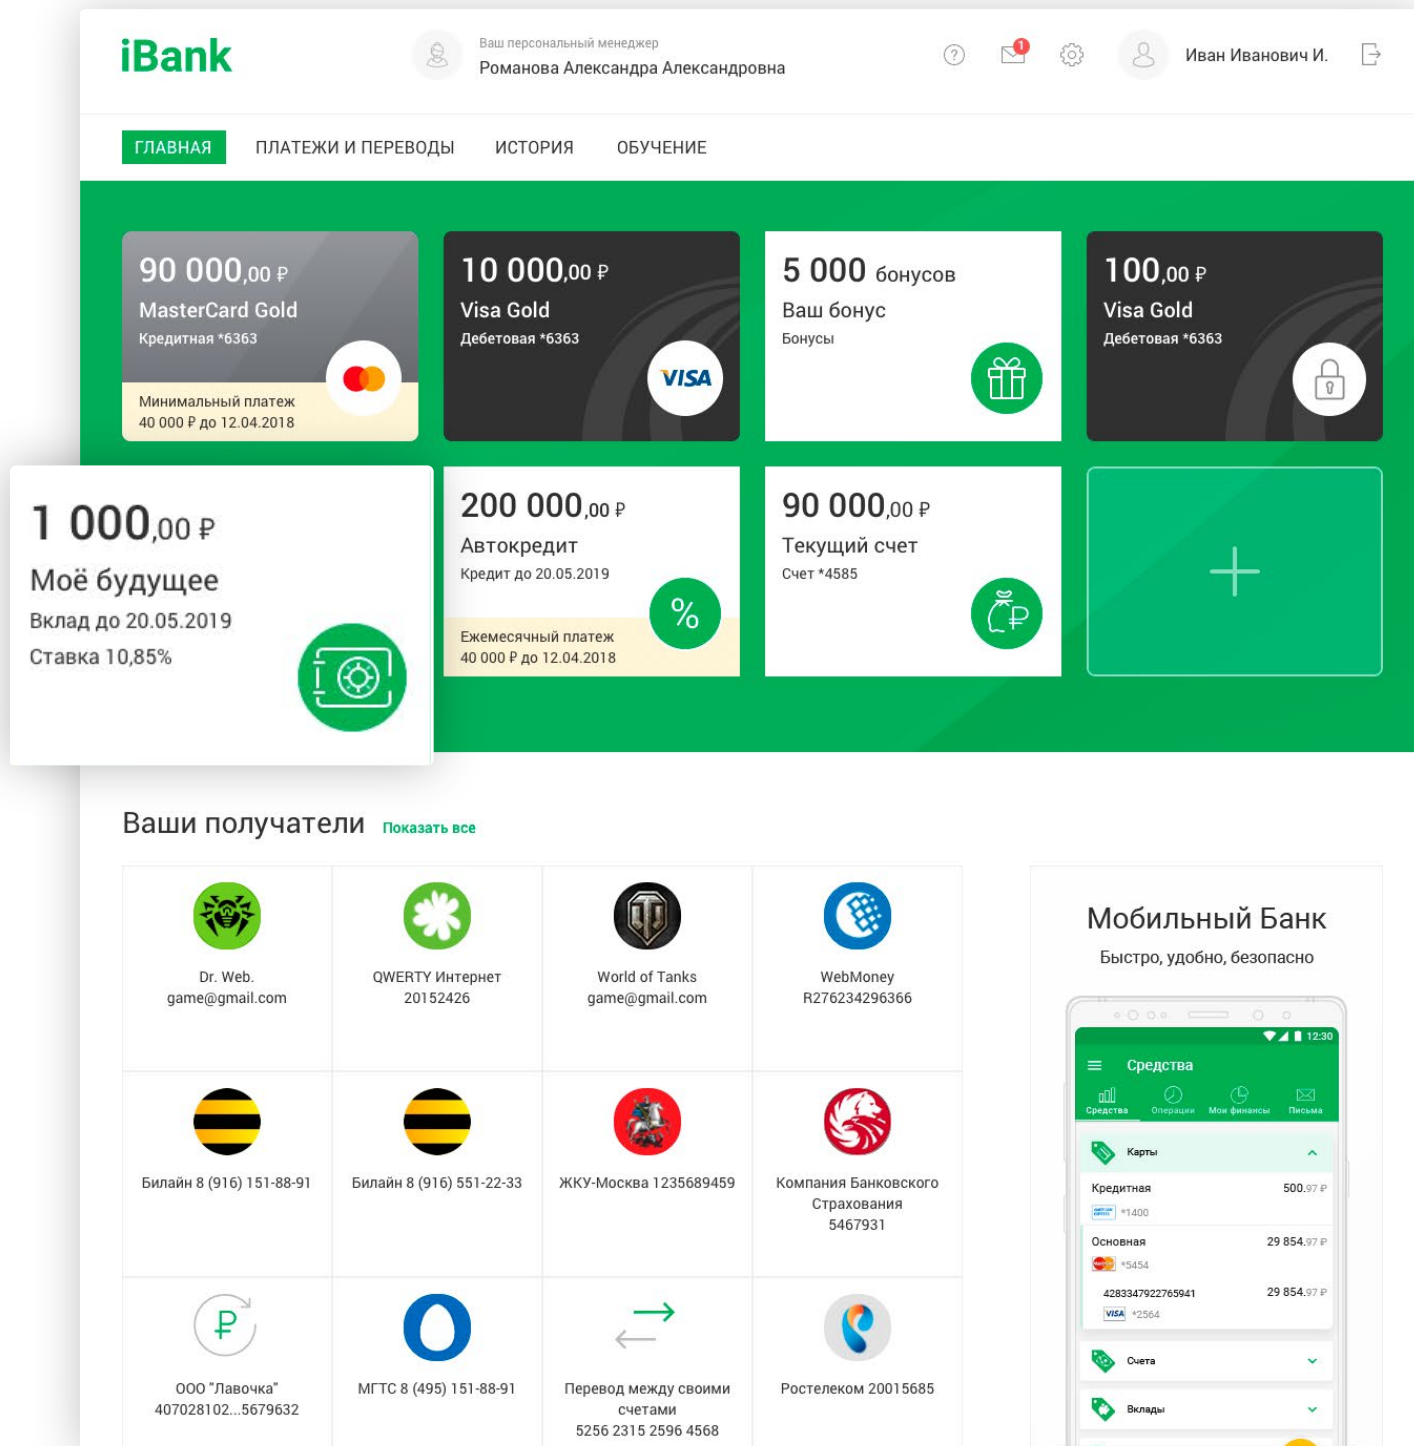 iBank
Ваш персональный менеджер
Романова Александра Александровна
?
1
Иван Иванович И.
ГЛАВНАЯ
ПЛАТЕЖИ И ПЕРЕВОДЫ
ИСТОРИЯ
ОБУЧЕНИЕ
90 000,00 ₽
MasterCard Gold
Кредитная *6363
Минимальный платеж
40 000 ₽ до 12.04.2018
10 000,00 ₽
Visa Gold
Дебетовая *6363
VISA
5 000 бонусов
Ваш бонус
Бонусы
100,00 ₽
Visa Gold
Дебетовая *6363
1 000,00 ₽
Моё будущее
Вклад до 20.05.2019
Ставка 10,85%
200 000,00 ₽
Автокредит
Кредит до 20.05.2019
%
Ежемесячный платеж
40 000 ₽ до 12.04.2018
90 000,00 ₽
Текущий счет
Счет *4585
₽
Ваши получатели
Показать все
Dr. Web.
game@gmail.com
QWERTY Интернет
20152426
World of Tanks
game@gmail.com
WebMoney
R276234296366
Билайн 8 (916) 151-88-91
Билайн 8 (916) 551-22-33
ЖКУ-Москва 1235689459
Компания Банковского
Страхования
5467931
₽
ООО "Лавочка"
407028102...5679632
МГТС 8 (495) 151-88-91
Перевод между своими
счетами
5256 2315 2596 4568
Ростелеком 20015685
Мобильный Банк
Быстро, удобно, безопасно
12:30
Средства
Средства
Операции
Мои финансы
Письма
Карты
Кредитная
500.97 ₽
*1400
Основная
29 854.97 ₽
*5454
4283347922765941
29 854.97 ₽
VISA *2564
Счета
Вклады